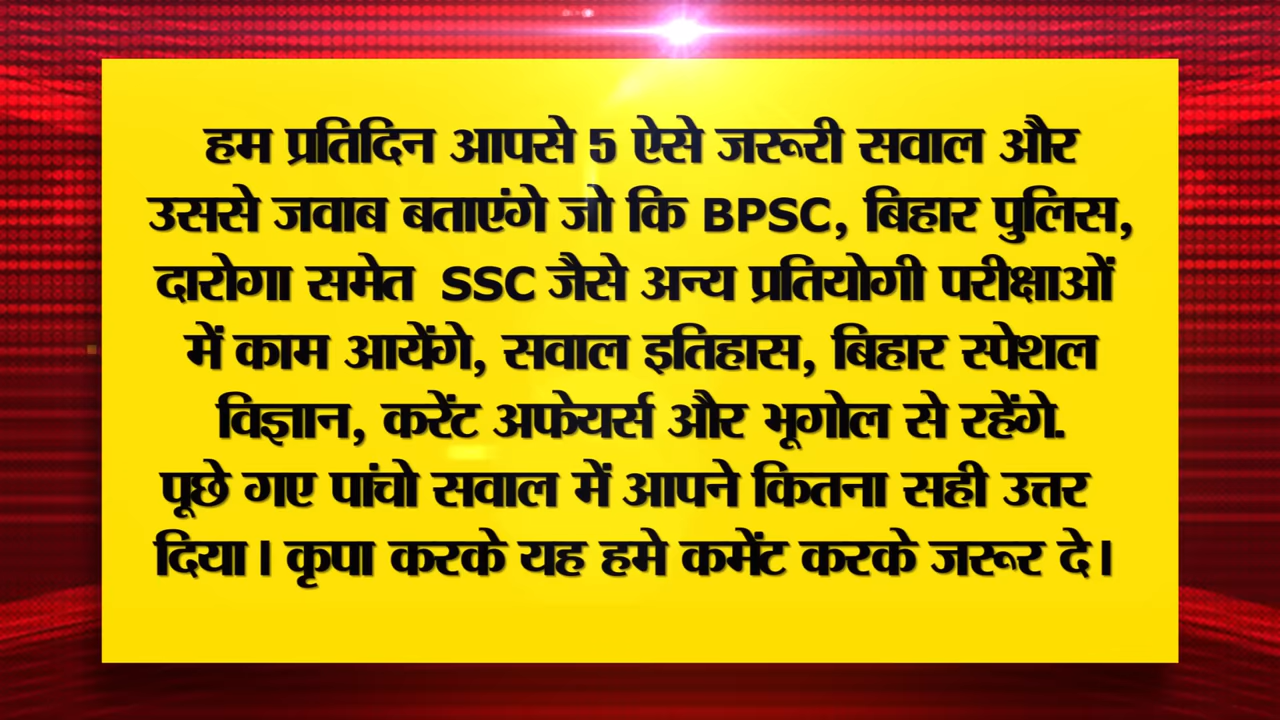 हम प्रतिदिन आपसे 5 ऐसे जरूरी सवाल और
उससे जवाब बताएंगे जो कि BPSC, बिहार पुलिस,
दारोगा समेत SSC जैसे अन्य प्रतियोगी परीक्षाओं
में काम आयेंगे, सवाल इतिहास, बिहार स्पेशल
विज्ञान, करेंट अफेयर्स और भूगोल से रहेंगे.
पूछे गए पांचो सवाल में आपने कितना सही उत्तर
दिया। कृपा करके यह हमे कमेंट करके जरूर दे।